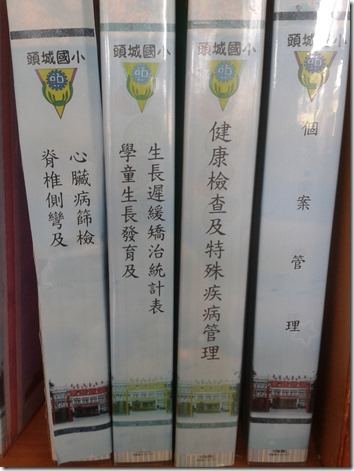 頭城國小
脊椎側彎及
心臟病篩檢
頭城國小
學童生長發育及
生長遲緩矯治統計表
頭城國小
健康檢查及特殊疾病管理
頭城國小
個案管理